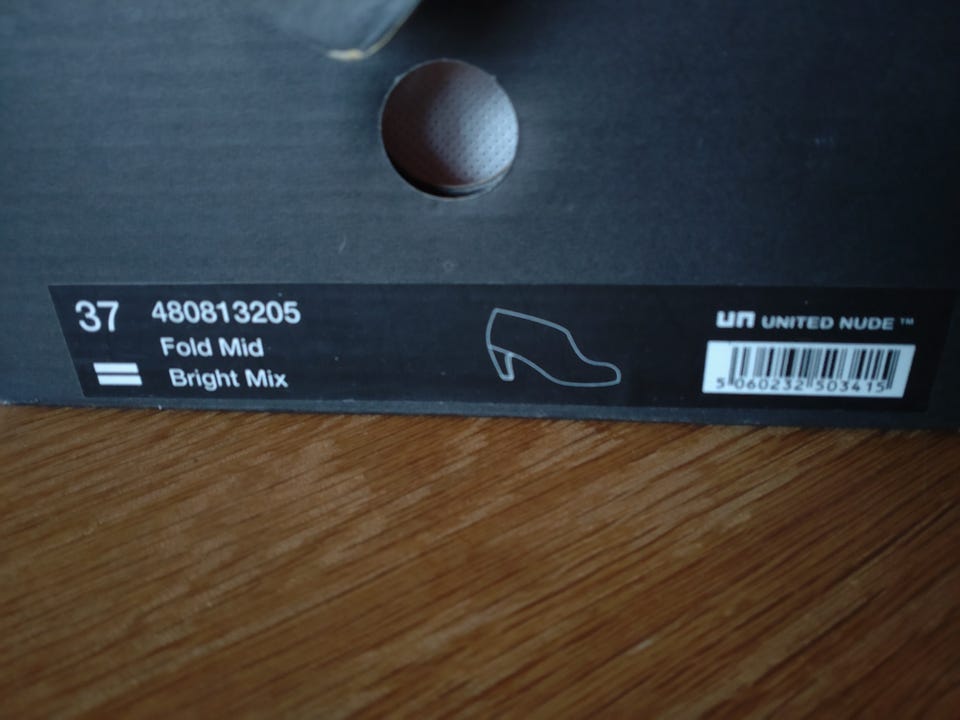 37
480813205
Fold Mid
Bright Mix
un UNITED NUDE ™
5 060232 503415